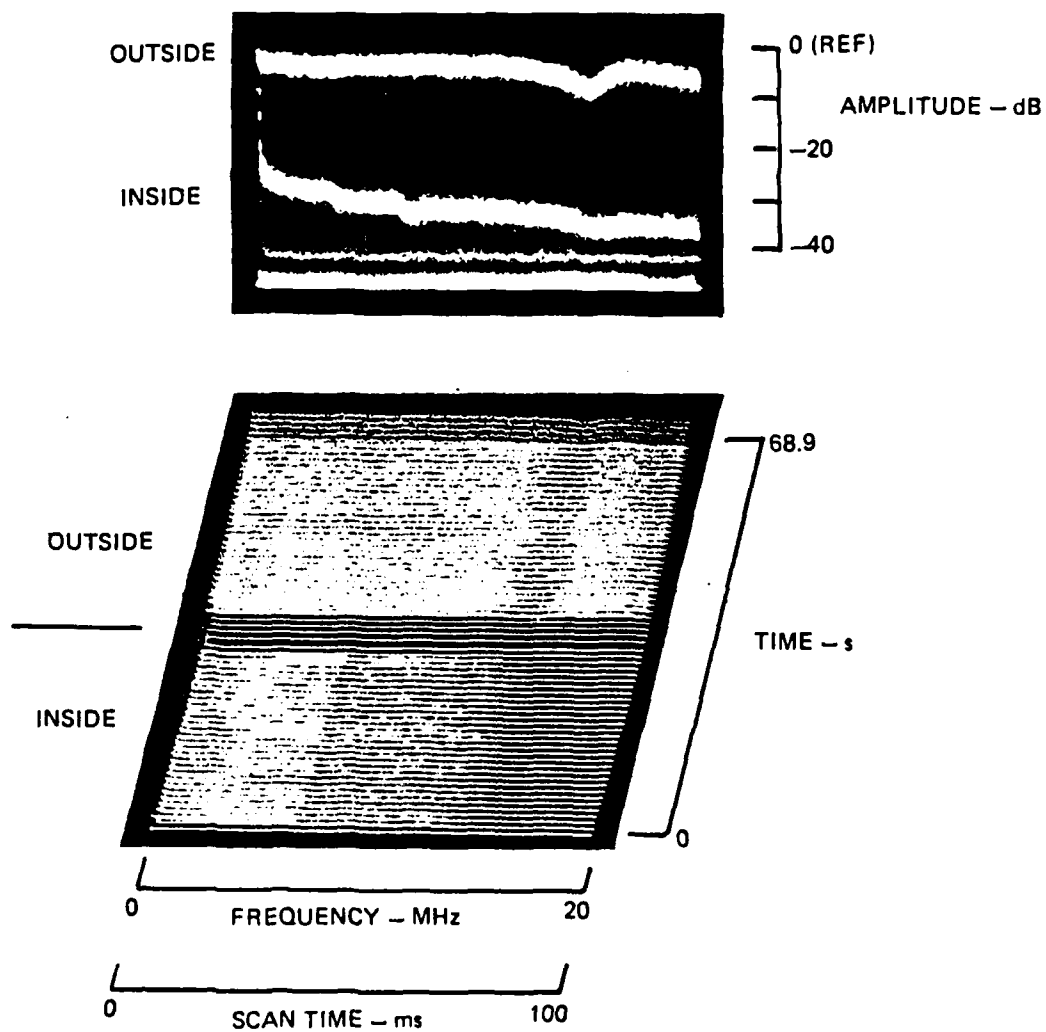 OUTSIDE
0 (REF)
AMPLITUDE – dB
–20
INSIDE
–40
68.9
OUTSIDE
TIME – s
INSIDE
0
0
20
FREQUENCY – MHz
0
100
SCAN TIME – ms